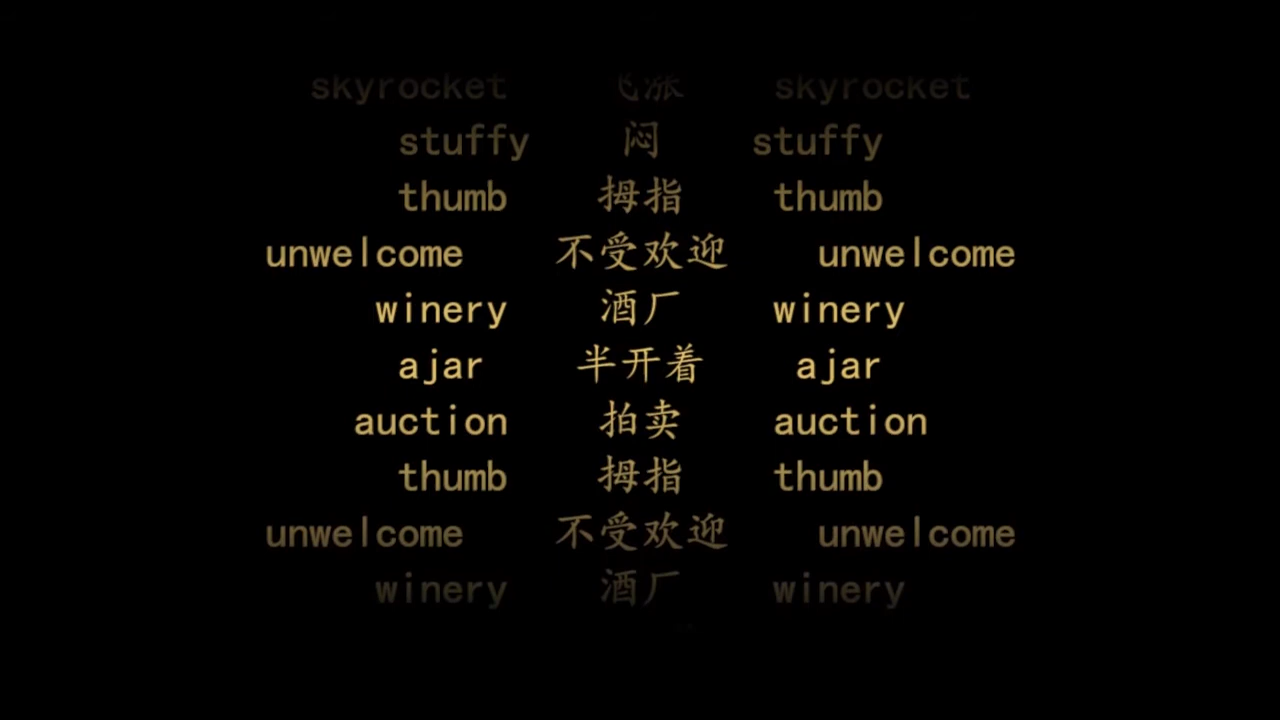 skyrocket 飞涨 skyrocket
stuffy 闷 stuffy
thumb 拇指 thumb
unwelcome 不受欢迎 unwelcome
winery 酒厂 winery
ajar 半开着 ajar
auction 拍卖 auction
thumb 拇指 thumb
unwelcome 不受欢迎 unwelcome
winery 酒厂 winery